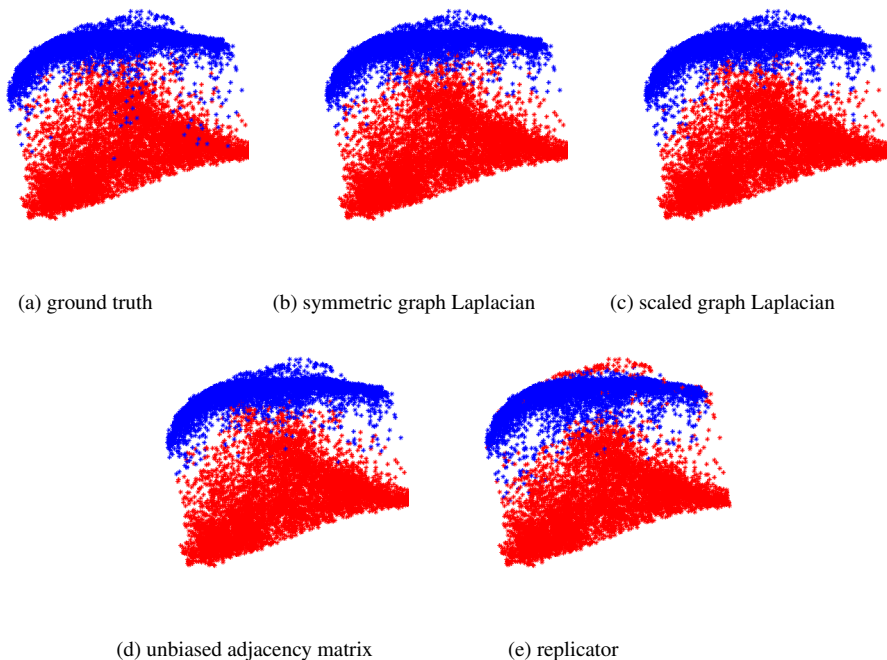 (a) ground truth
(b) symmetric graph Laplacian
(c) scaled graph Laplacian
(d) unbiased adjacency matrix
(e) replicator